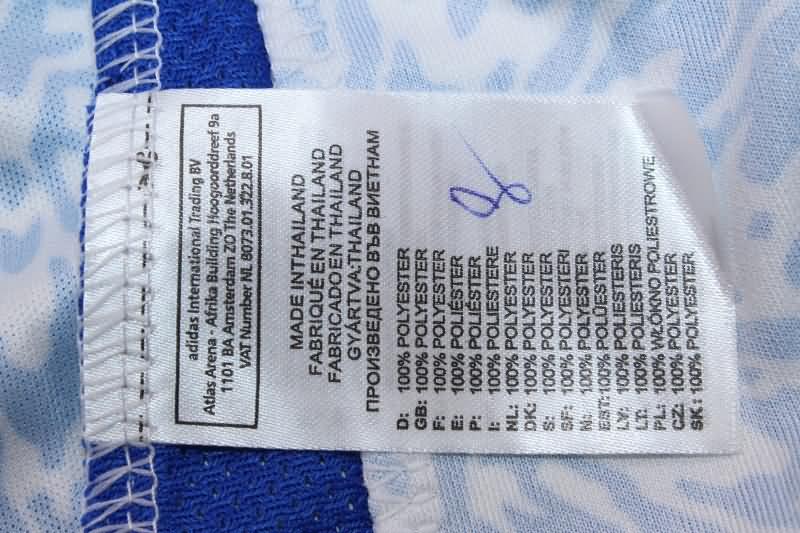 adidas International Trading BV
Atlas Arena - Afrika Building Hoogoorddreef 9a
1101 BA Amsterdam ZO The Netherlands
VAT Number NL 8073.01.322.B.01
MADE INTHAILAND
FABRIQUÉ EN THAILAND
FABRICADO EN THAILAND
GYÁRTVA:THAILAND
ПРОИЗВЕДЕНО ВЪВ ВИЕТНАМ
D: 100% POLYESTER
GB: 100% POLYESTER
F: 100% POLYESTER
E: 100% POLIÉSTER
P: 100% POLIÉSTER
I: 100% POLIESTERE
NL: 100% POLYESTER
DK: 100% POLYESTER
S: 100% POLYESTER
SF: 100% POLYESTERI
N: 100% POLYESTER
EST: 100% POLÜESTER
LV: 100% POLIESTERIS
LT: 100% POLIESTERIS
PL: 100% WŁÓKNO POLIESTROWE
CZ: 100% POLYESTER
SK: 100% POLYESTER